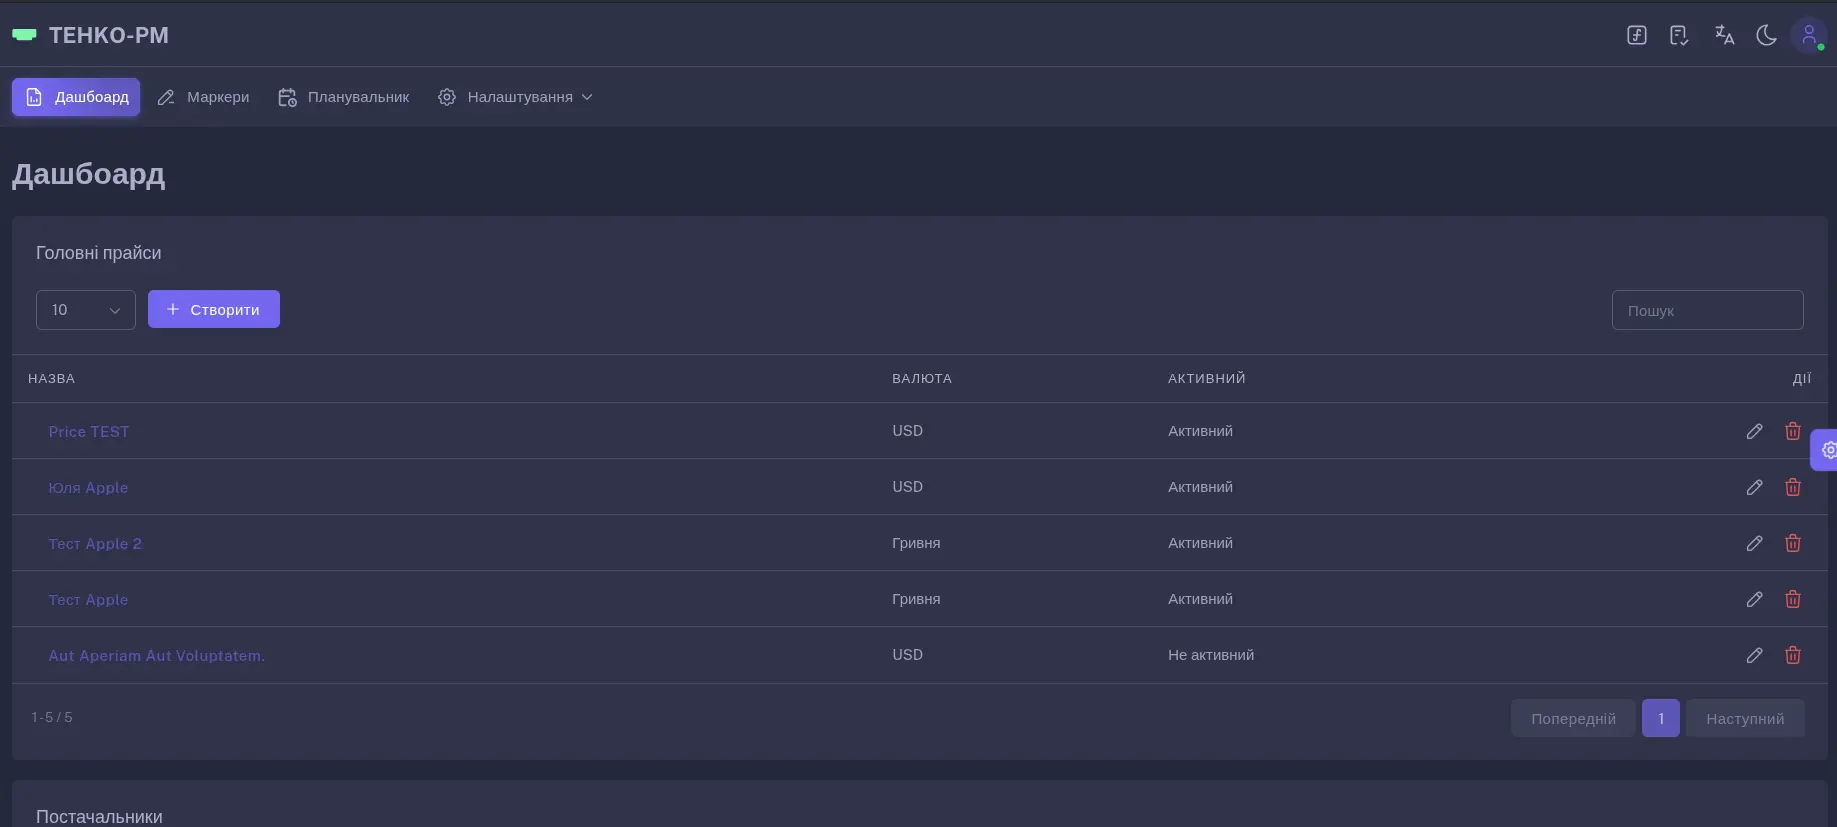 ТЕНКО-РМ
Дашбоард Маркери Планувальник Налаштування
Дашбоард
Головні прайси
10 + Створити Пошук
НАЗВА ВАЛЮТА АКТИВНИЙ ДІЇ
Price TEST USD Активний
Юля Apple USD Активний
Тест Apple 2 Гривня Активний
Тест Apple Гривня Активний
Aut Aperiam Aut Voluptatem. USD Не активний
1-5 / 5 Попередній 1 Наступний
Постачальники